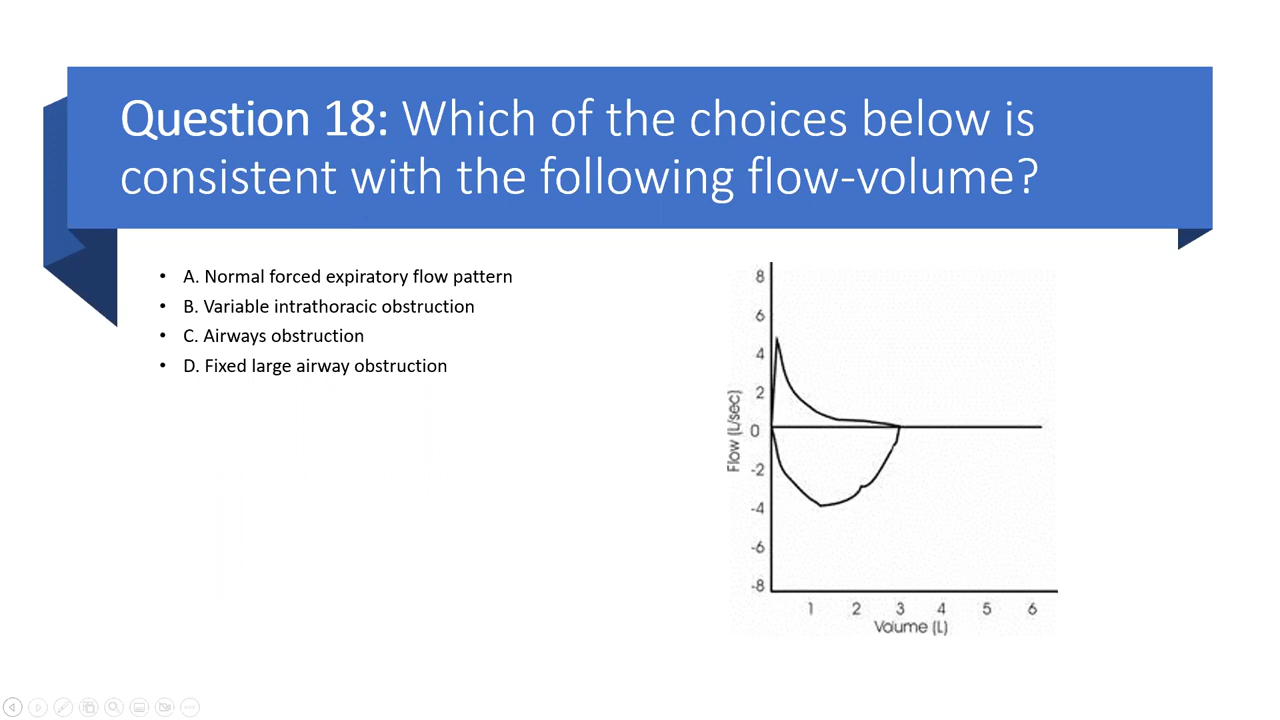 Question 18: Which of the choices below is
consistent with the following flow-volume?
• A. Normal forced expiratory flow pattern
• B. Variable intrathoracic obstruction
• C. Airways obstruction
• D. Fixed large airway obstruction
8
6
4
2
0
-2
-4
-6
-8
Flow (L/sec)
1 2 3 4 5 6
Volume (L)